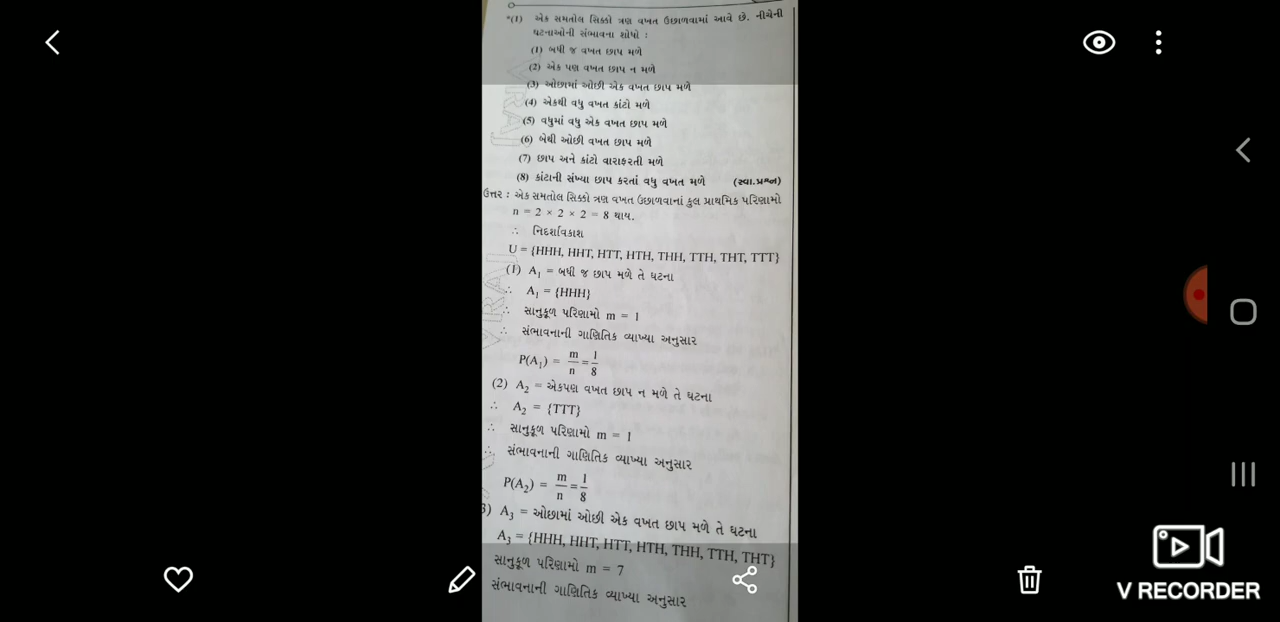 *(1) એક સમતોલ સિક્કો ત્રણ વખત ઉછાળવામાં આવે છે. નીચેની
ઘટનાઓની સંભાવના શોધો :
(1) બધી જ વખત છાપ મળે
(2) એક પણ વખત છાપ ન મળે
(3) ઓછામાં ઓછી એક વખત છાપ મળે
(4) એકથી વધુ વખત કાંટો મળે
(5) વધુમાં વધુ એક વખત છાપ મળે
(6) બેથી ઓછી વખત છાપ મળે
(7) છાપ અને કાંટો વારાફરતી મળે
(8) કાંટાની સંખ્યા છાપ કરતાં વધુ વખત મળે (સ્વા.પ્રશ્ન)
ઉત્તર : એક સમતોલ સિક્કો ત્રણ વખત ઉછાળવાનાં કુલ પ્રાથમિક પરિણામો
n = 2 × 2 × 2 = 8 થાય.
∴ નિદર્શાવકાશ
U = {HHH, HHT, HTT, HTH, THH, TTH, THT, TTT}
(1) A₁ = બધી જ છાપ મળે તે ઘટના
∴ A₁ = {HHH}
∴ સાનુકૂળ પરિણામો m = 1
∴ સંભાવનાની ગાણિતિક વ્યાખ્યા અનુસાર
P(A₁) = m/n = 1/8
(2) A₂ = એકપણ વખત છાપ ન મળે તે ઘટના
∴ A₂ = {TTT}
∴ સાનુકૂળ પરિણામો m = 1
∴ સંભાવનાની ગાણિતિક વ્યાખ્યા અનુસાર
P(A₂) = m/n = 1/8
3) A₃ = ઓછામાં ઓછી એક વખત છાપ મળે તે ઘટના
A₃ = {HHH, HHT, HTT, HTH, THH, TTH, THT}
સાનુકૂળ પરિણામો m = 7
સંભાવનાની ગાણિતિક વ્યાખ્યા અનુસાર
VIRAJ
VIRAJ
V RECORDER